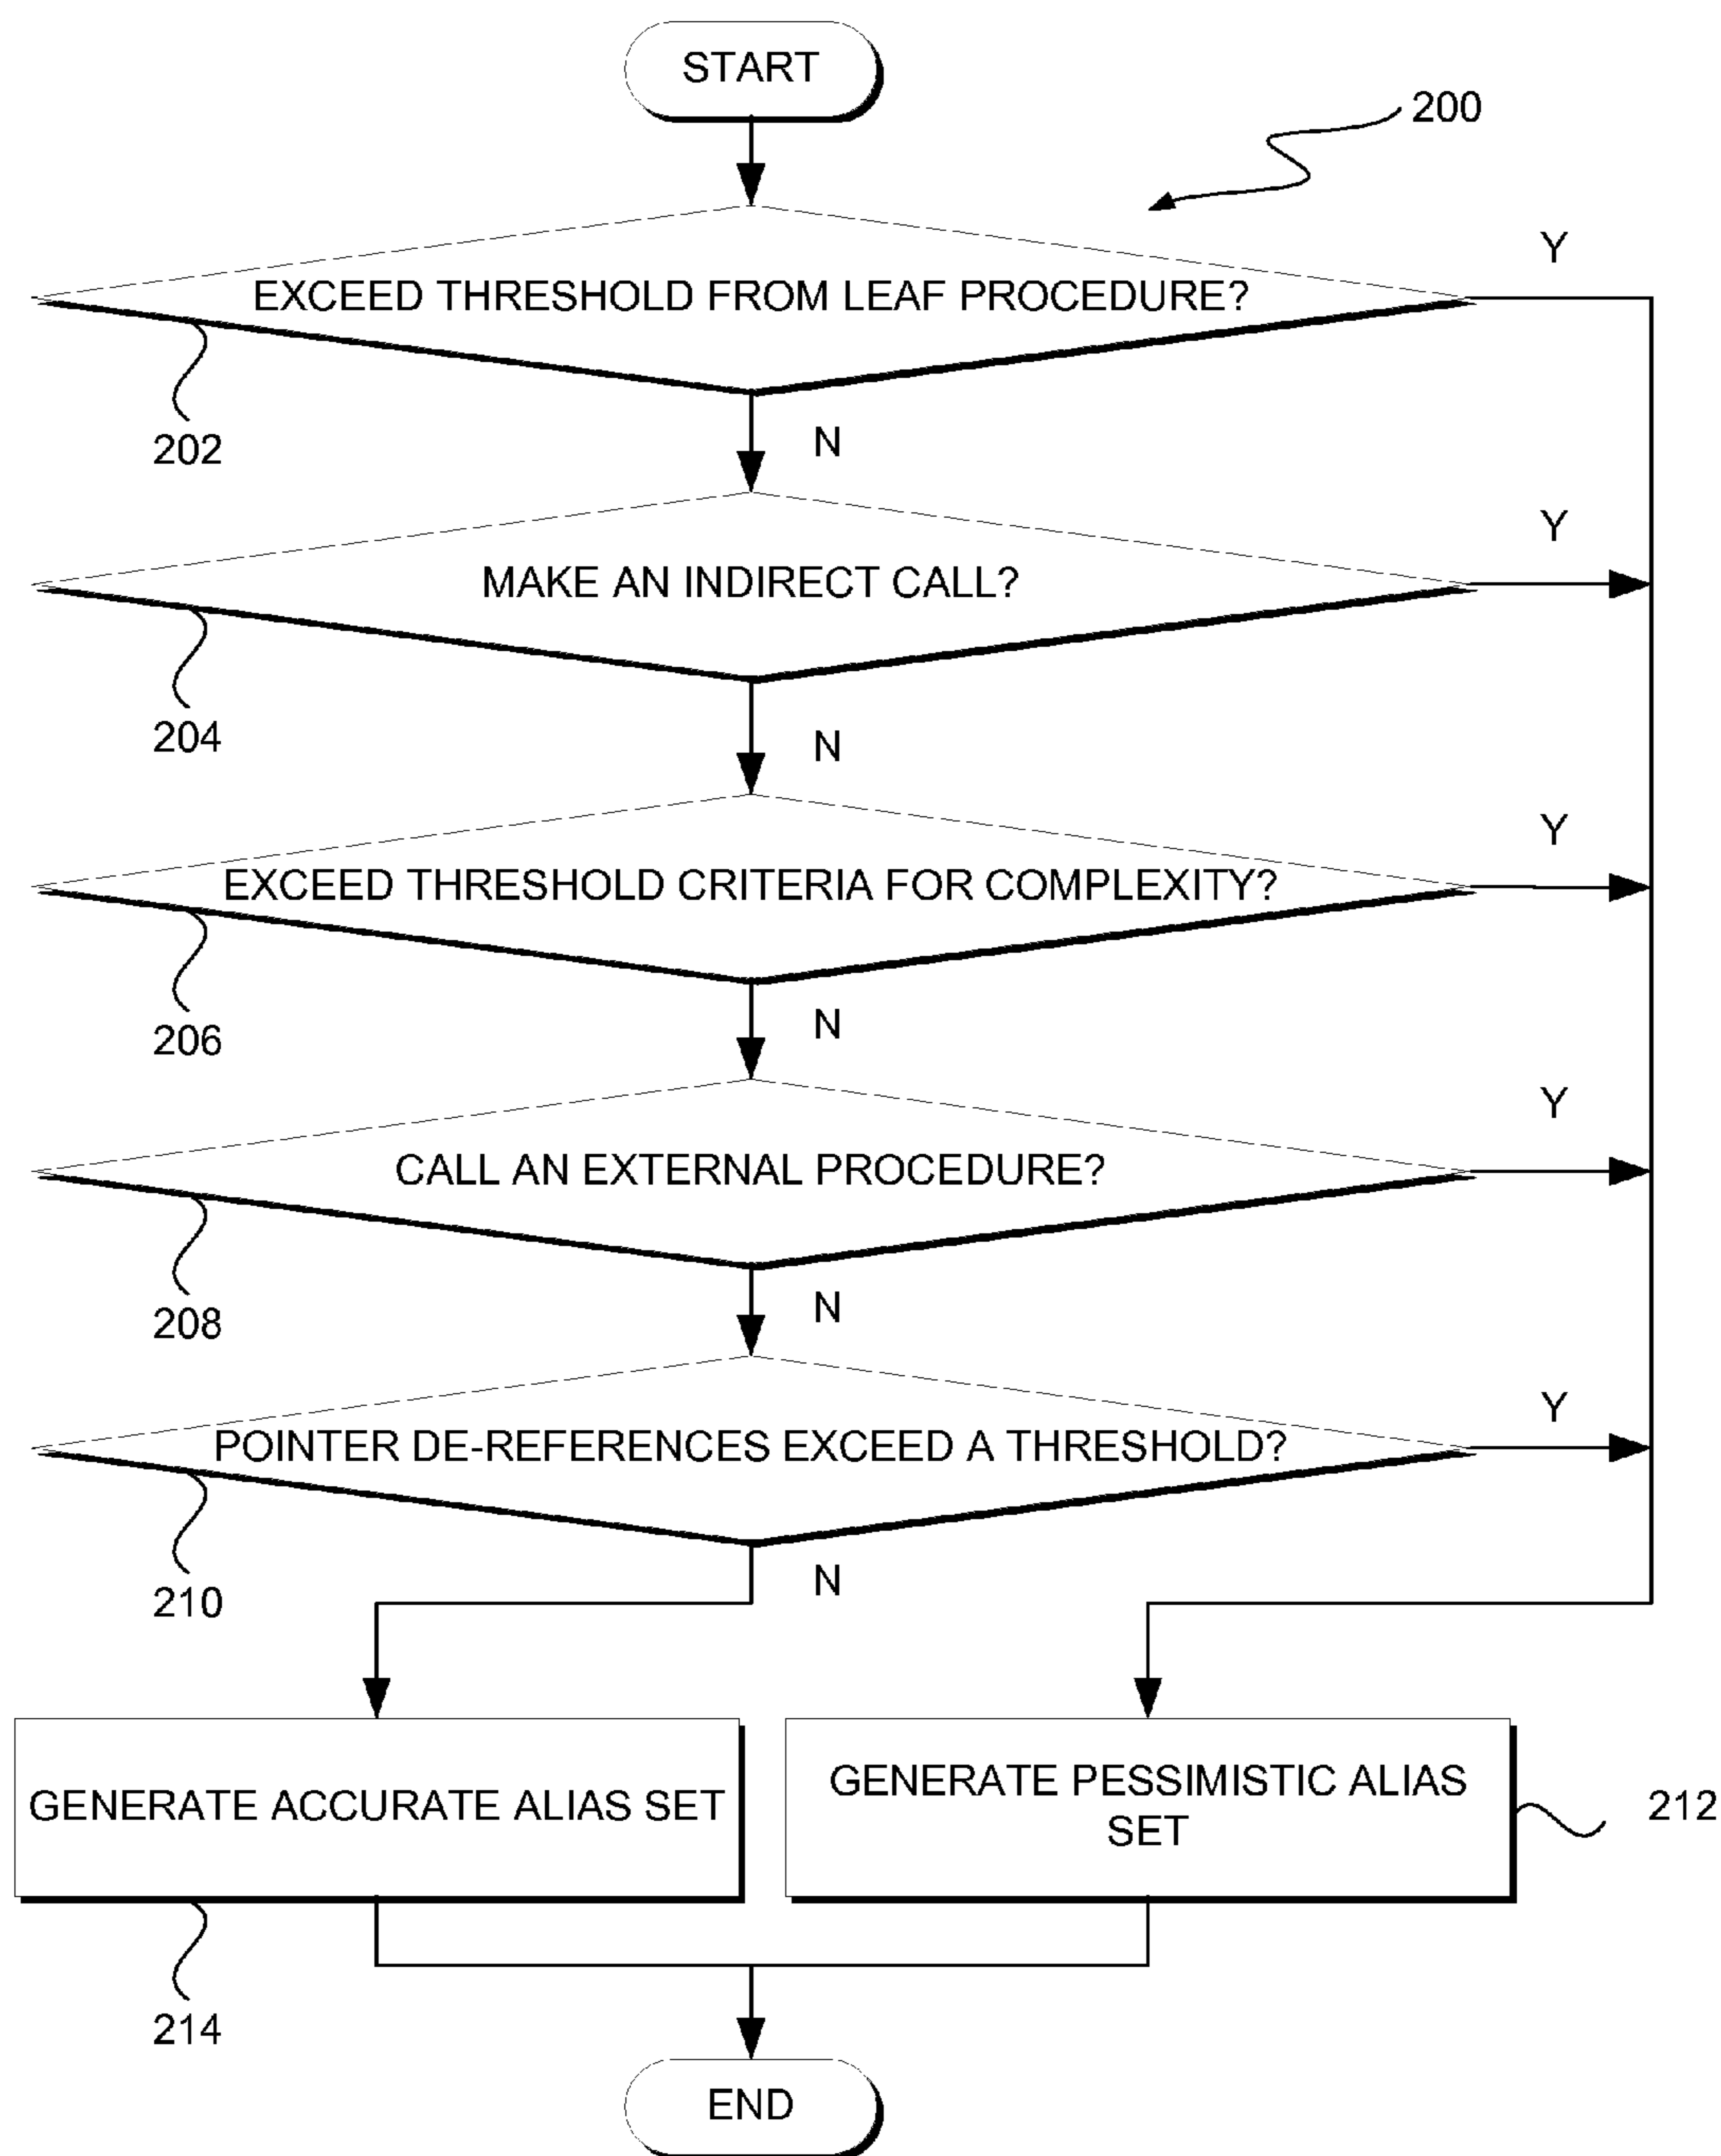 START
200
EXCEED THRESHOLD FROM LEAF PROCEDURE?
Y
202
N
MAKE AN INDIRECT CALL?
Y
204
N
EXCEED THRESHOLD CRITERIA FOR COMPLEXITY?
Y
206
N
CALL AN EXTERNAL PROCEDURE?
Y
208
N
POINTER DE-REFERENCES EXCEED A THRESHOLD?
Y
210
N
GENERATE ACCURATE ALIAS SET
GENERATE PESSIMISTIC ALIAS
SET
212
214
END